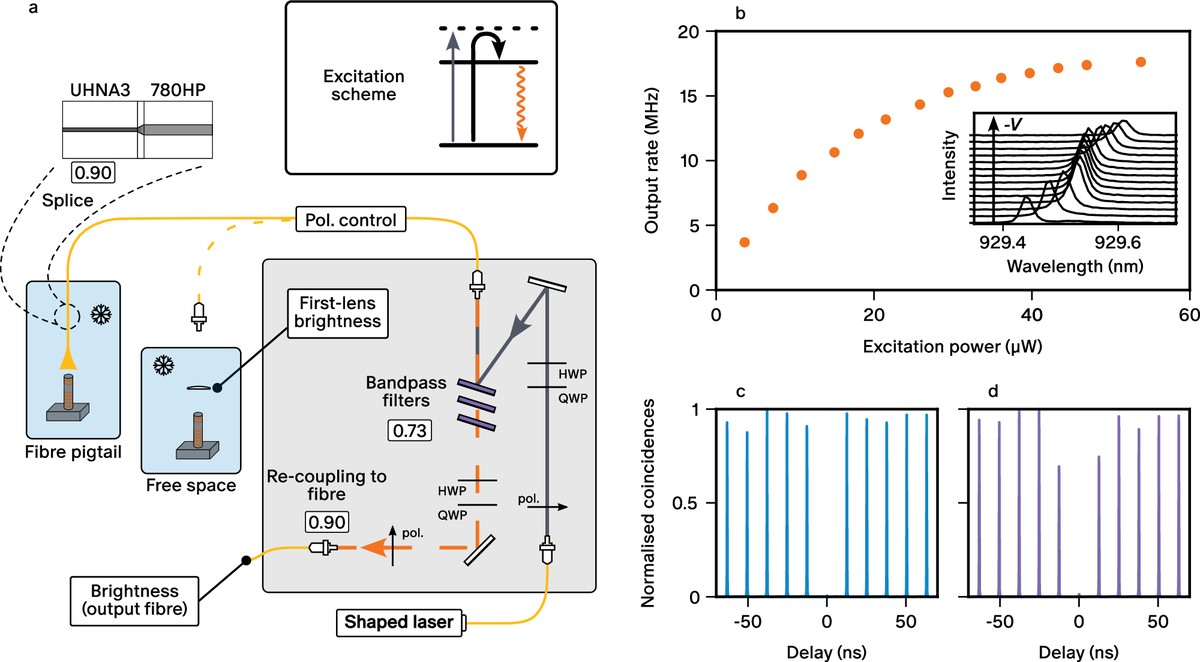 a
UHNA3 780HP
0.90
Splice
Excitation
scheme
Pol. control
First-lens
brightness
Fibre pigtail
Free space
Bandpass
filters
0.73
HWP
QWP
Re-coupling to
fibre
0.90
HWP
QWP
pol.
pol.
Brightness
(output fibre)
Shaped laser
b
Output rate (MHz)
20
15
10
5
0
0 20 40 60
Excitation power (µW)
-V
Intensity
929.4 929.6
Wavelength (nm)
c
Normalised coincidences
1
0.5
0
-50 0 50
Delay (ns)
d
-50 0 50
Delay (ns)